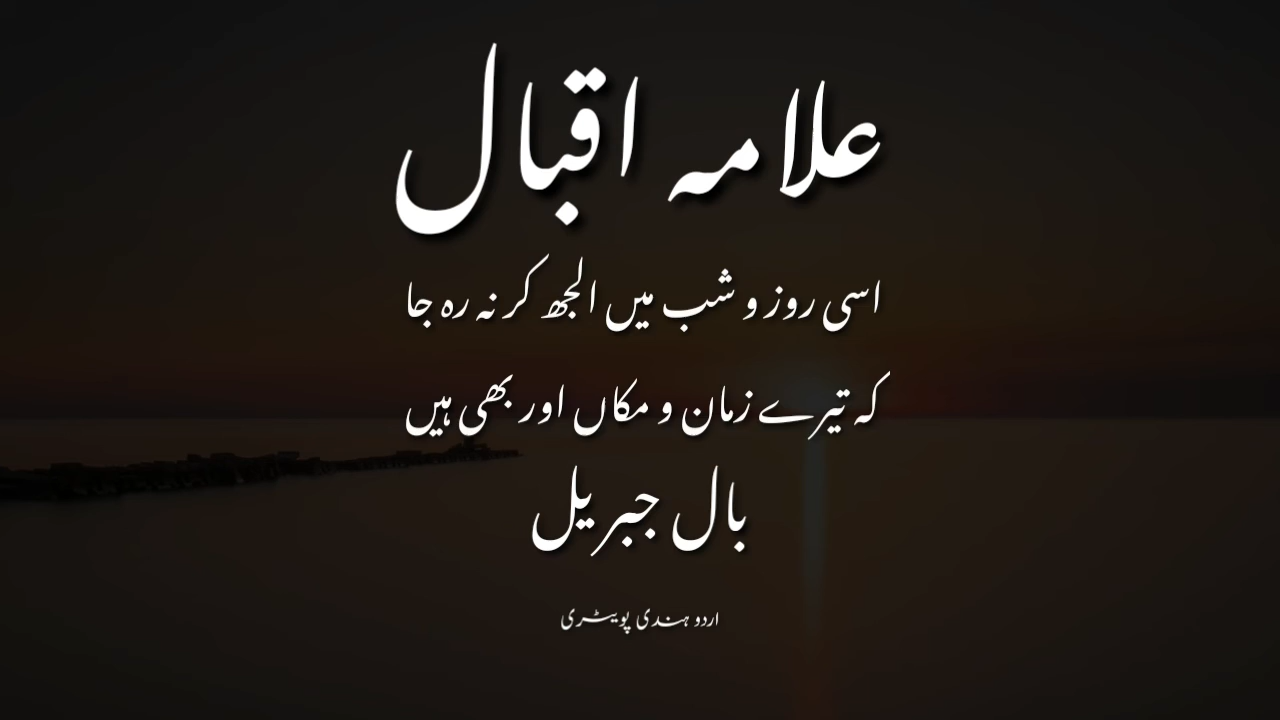 علامہ اقبال
اسی روز و شب میں الجھ کر نہ رہ جا
کہ تیرے زمان و مکاں اور بھی ہیں
بال جبریل
اردو ہندی پویٹری